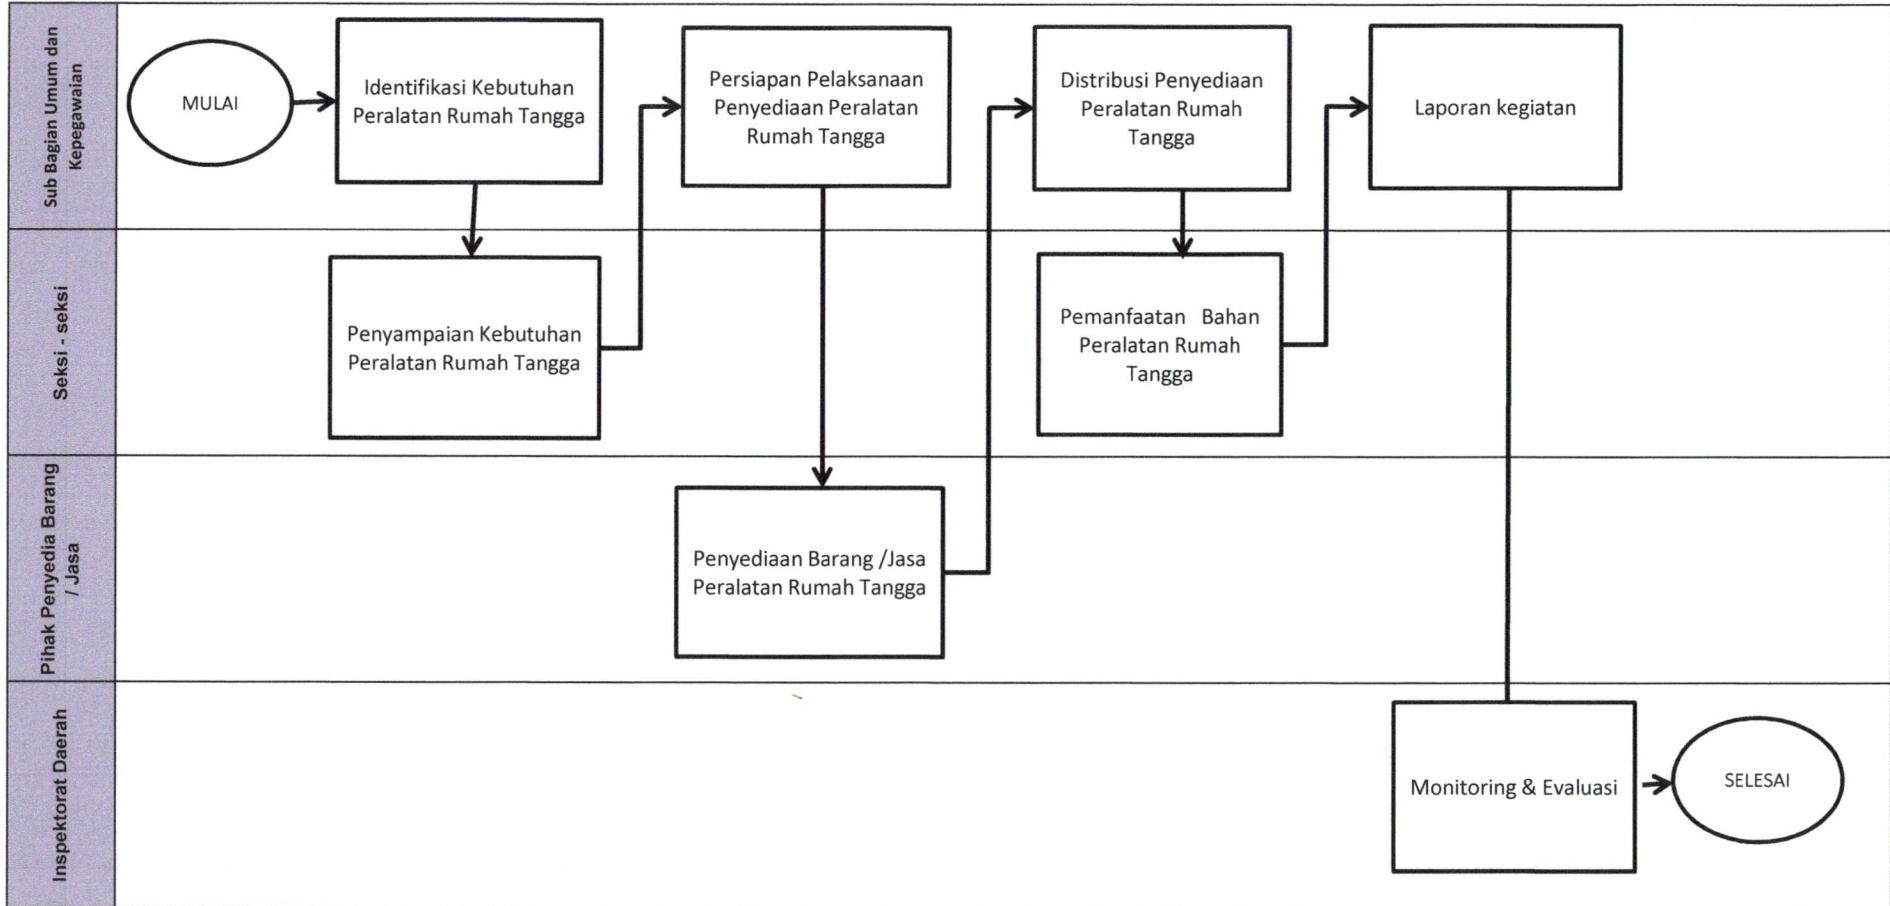 Sub Bagian Umum dan
Kepegawaian
MULAI
Identifikasi Kebutuhan
Peralatan Rumah Tangga
Persiapan Pelaksanaan
Penyediaan Peralatan
Rumah Tangga
Distribusi Penyediaan
Peralatan Rumah
Tangga
Laporan kegiatan
Seksi - seksi
Penyampaian Kebutuhan
Peralatan Rumah Tangga
Pemanfaatan Bahan
Peralatan Rumah
Tangga
Pihak Penyedia Barang
/ Jasa
Penyediaan Barang /Jasa
Peralatan Rumah Tangga
Inspektorat Daerah
Monitoring & Evaluasi
SELESAI